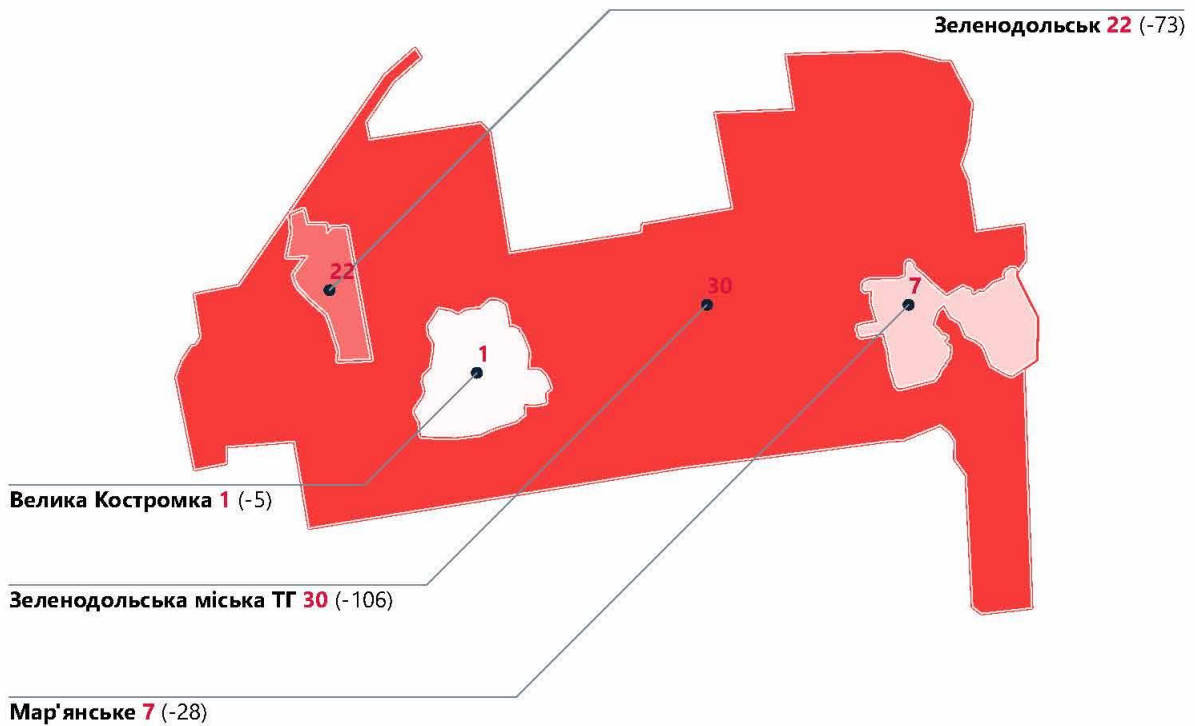 Зеленодольськ 22 (-73)
22
30
7
1
Велика Костромка 1 (-5)
Зеленодольська міська ТГ 30 (-106)
Мар'янське 7 (-28)